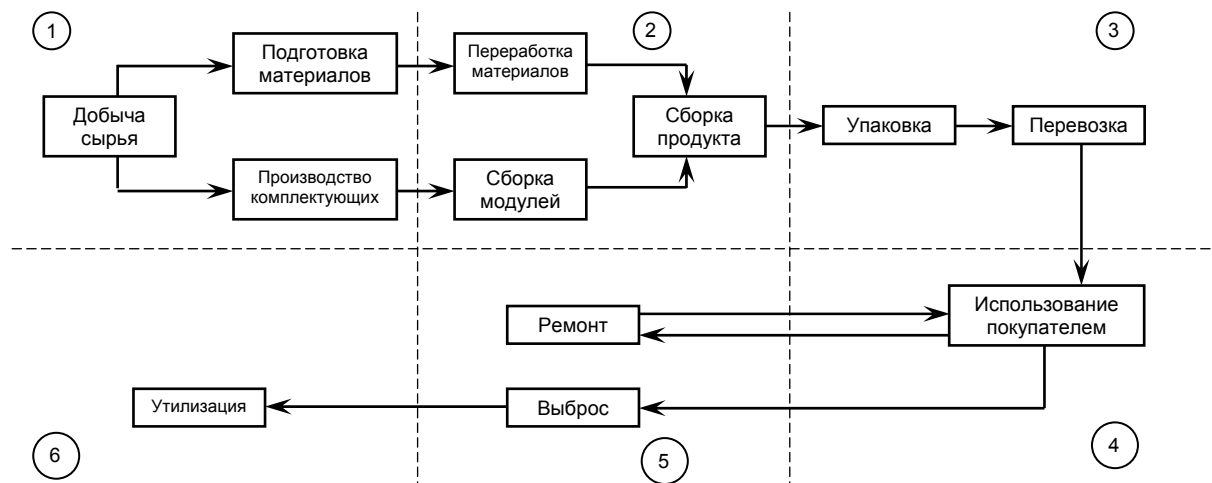 1
2
3
Подготовка
материалов
Переработка
материалов
Добыча
сырья
Сборка
продукта
Упаковка
Перевозка
Производство
комплектующих
Сборка
модулей
Использование
покупателем
Ремонт
Утилизация
Выброс
6
5
4